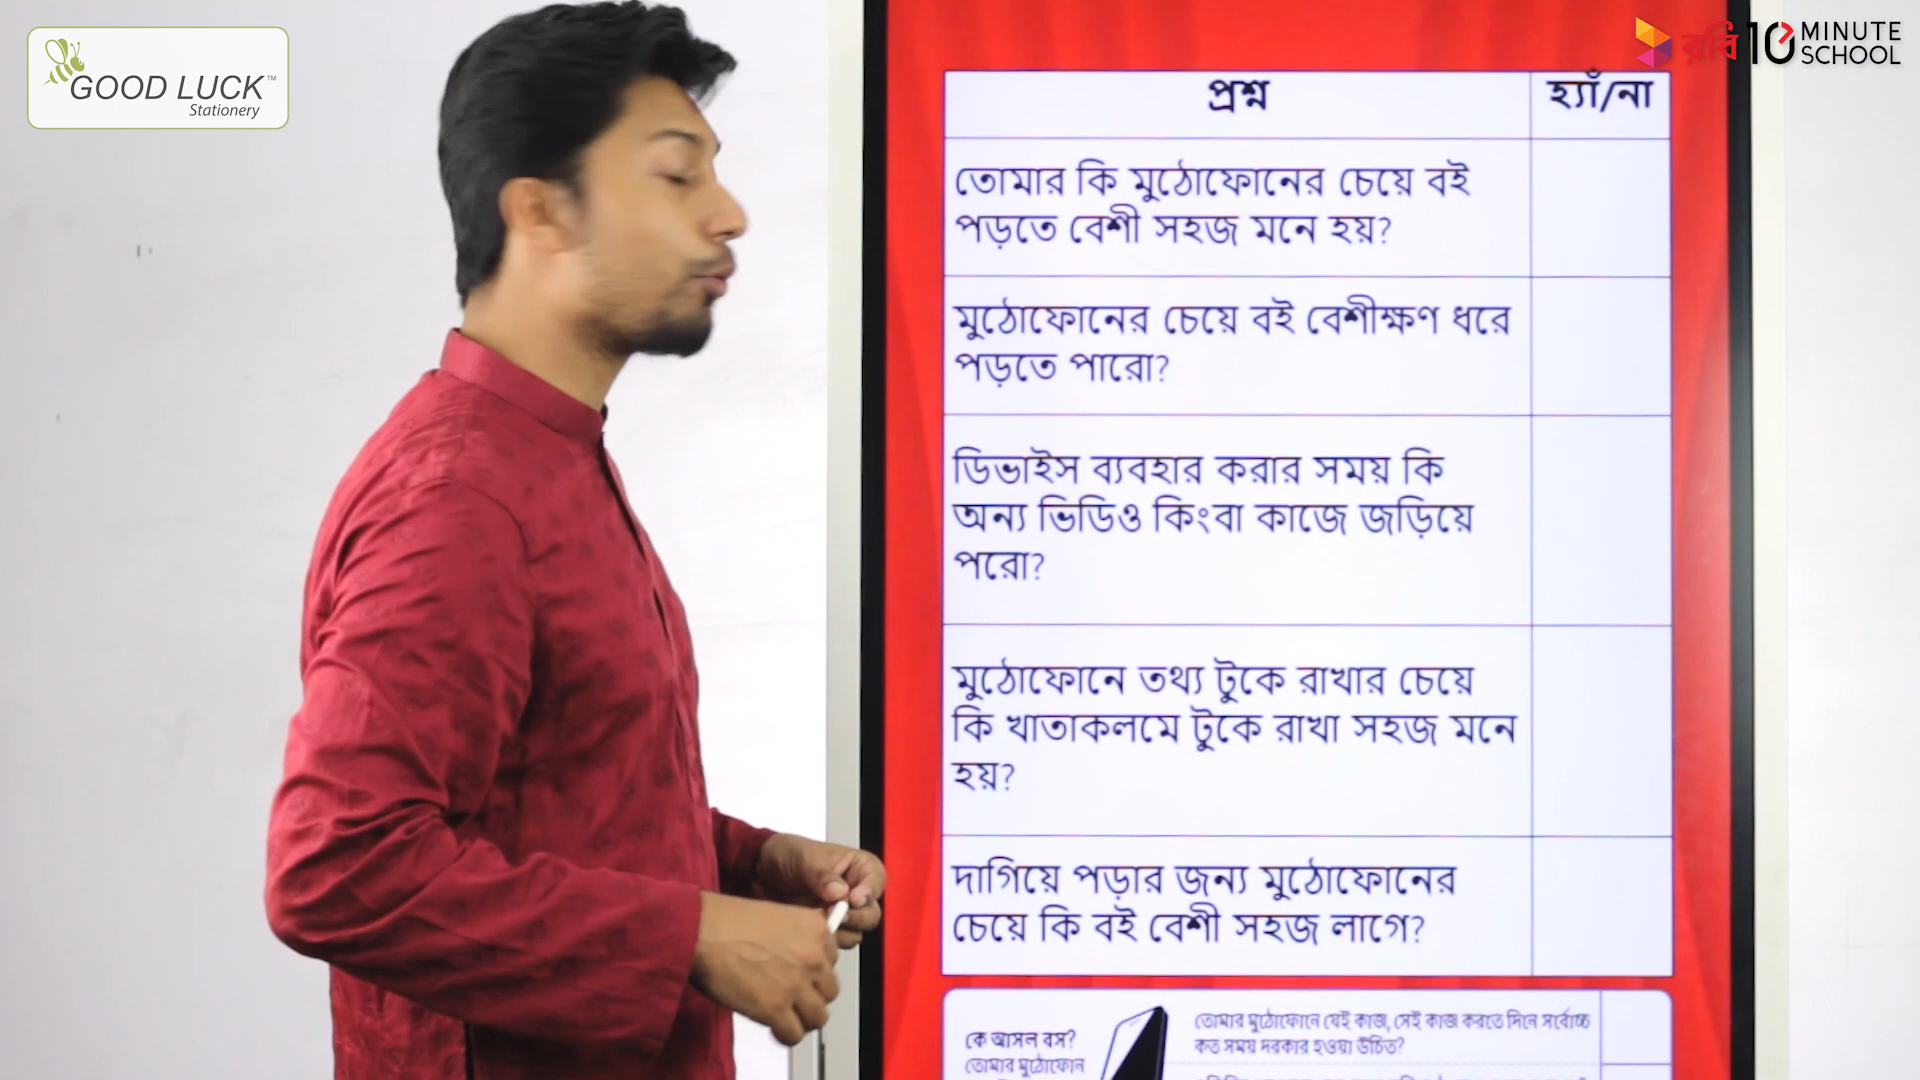 GOOD LUCK™
Stationery
রবি 10 MINUTE SCHOOL
প্রশ্ন
হ্যাঁ/না
তোমার কি মুঠোফোনের চেয়ে বই
পড়তে বেশী সহজ মনে হয়?
মুঠোফোনের চেয়ে বই বেশীক্ষণ ধরে
পড়তে পারো?
ডিভাইস ব্যবহার করার সময় কি
অন্য ভিডিও কিংবা কাজে জড়িয়ে
পরো?
মুঠোফোনে তথ্য টুকে রাখার চেয়ে
কি খাতাকলমে টুকে রাখা সহজ মনে
হয়?
দাগিয়ে পড়ার জন্য মুঠোফোনের
চেয়ে কি বই বেশী সহজ লাগে?
কে আসল বস?
তোমার মুঠোফোন
তোমার মুঠোফোনে যেই কাজ, সেই কাজ করতে দিনে সর্বোচ্চ
কত সময় দরকার হওয়া উচিত?